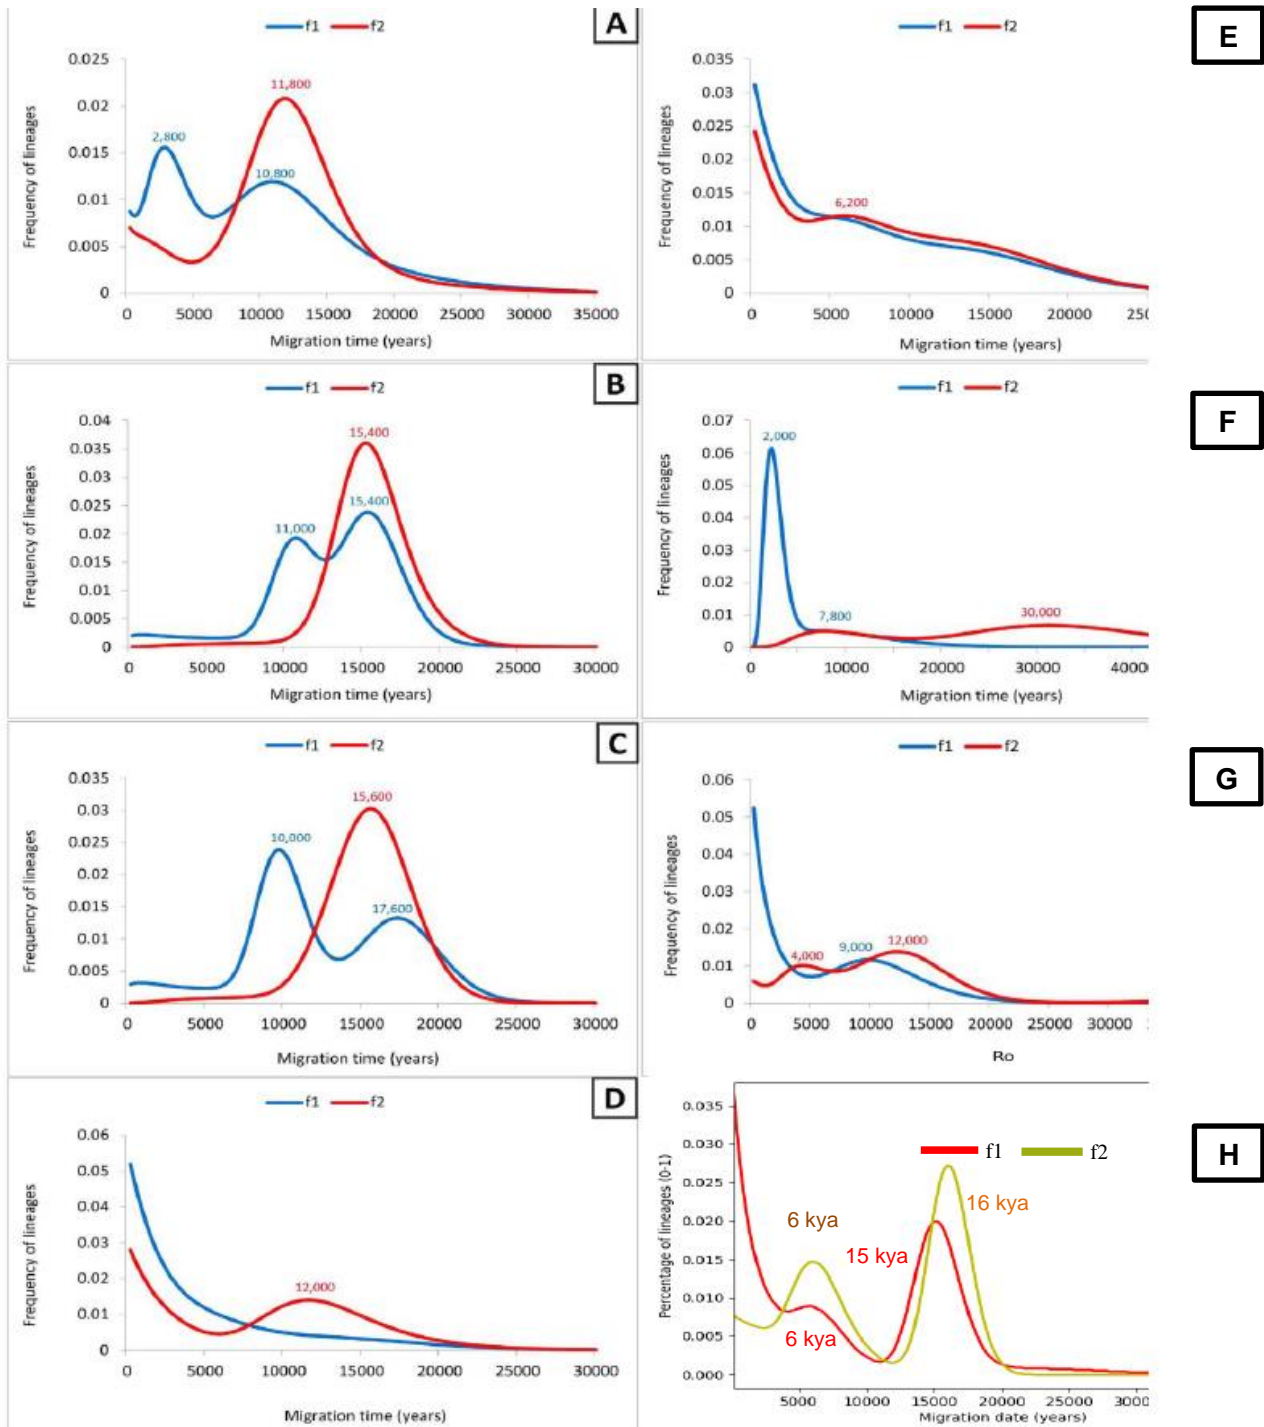 f1 f2
A
0.025
0.02
0.015
0.01
0.005
0
Frequency of lineages
2,800
11,800
10,800
0 5000 10000 15000 20000 25000 30000 35000
Migration time (years)
f1 f2
E
0.035
0.03
0.025
0.02
0.015
0.01
0.005
0
Frequency of lineages
6,200
0 5000 10000 15000 20000 250
Migration time (years)
f1 f2
B
0.04
0.035
0.03
0.025
0.02
0.015
0.01
0.005
0
Frequency of lineages
15,400
15,400
11,000
0 5000 10000 15000 20000 25000 30000
Migration time (years)
f1 f2
F
0.07
0.06
0.05
0.04
0.03
0.02
0.01
0
Frequency of lineages
2,000
7,800
30,000
0 10000 20000 30000 4000
Migration time (years)
f1 f2
C
0.035
0.03
0.025
0.02
0.015
0.01
0.005
0
Frequency of lineages
15,600
10,000
17,600
0 5000 10000 15000 20000 25000 30000
Migration time (years)
f1 f2
G
0.06
0.05
0.04
0.03
0.02
0.01
0
Frequency of lineages
4,000
9,000
12,000
0 5000 10000 15000 20000 25000 30000
Ro
f1 f2
D
0.06
0.05
0.04
0.03
0.02
0.01
0
Frequency of lineages
12,000
0 5000 10000 15000 20000 25000 30000
Migration time (years)
H
0.035
0.030
0.025
0.020
0.015
0.010
0.005
0.000
Percentage of lineages (0-1)
f1 f2
16 kya
6 kya
15 kya
6 kya
5000 10000 15000 20000 25000 30000
Migration date (years)